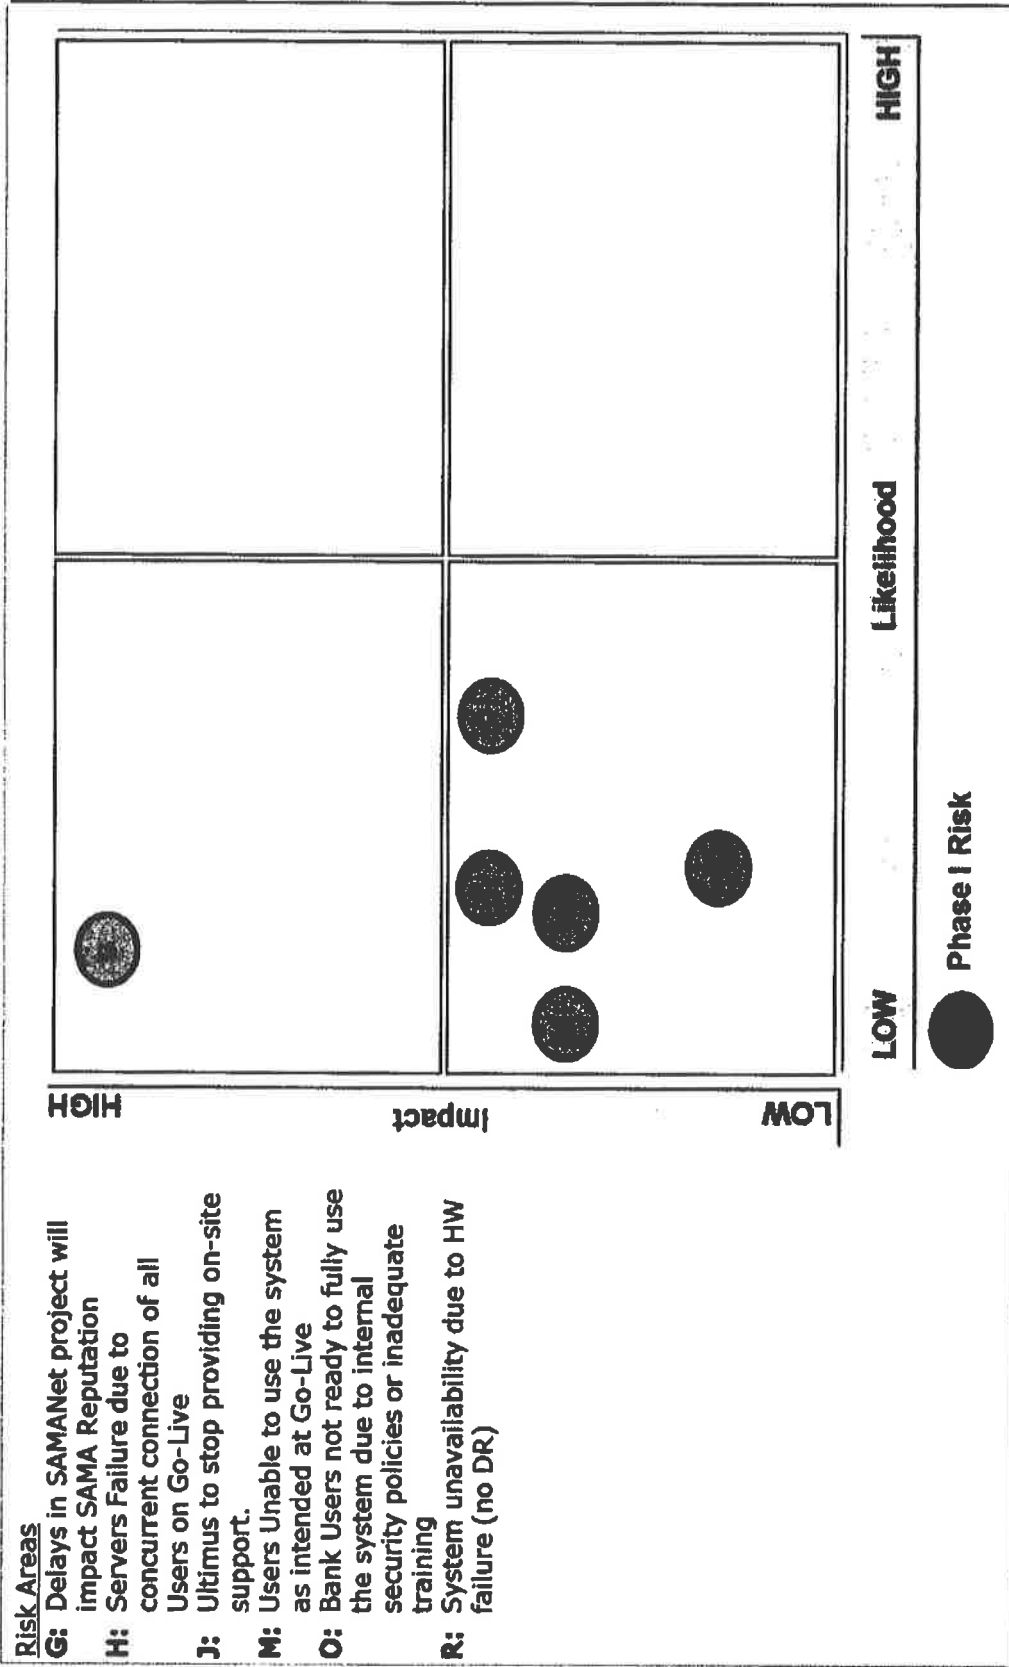 Risk Areas
G: Delays in SAMANet project will
impact SAMA Reputation
H: Servers Failure due to
concurrent connection of all
Users on Go-Live
J: Ultimus to stop providing on-site
support.
M: Users Unable to use the system
as intended at Go-Live
O: Bank Users not ready to fully use
the system due to internal
security policies or inadequate
training
R: System unavailability due to HW
failure (no DR)
HIGH
Impact
LOW
LOW
Likelihood
HIGH
Phase I Risk